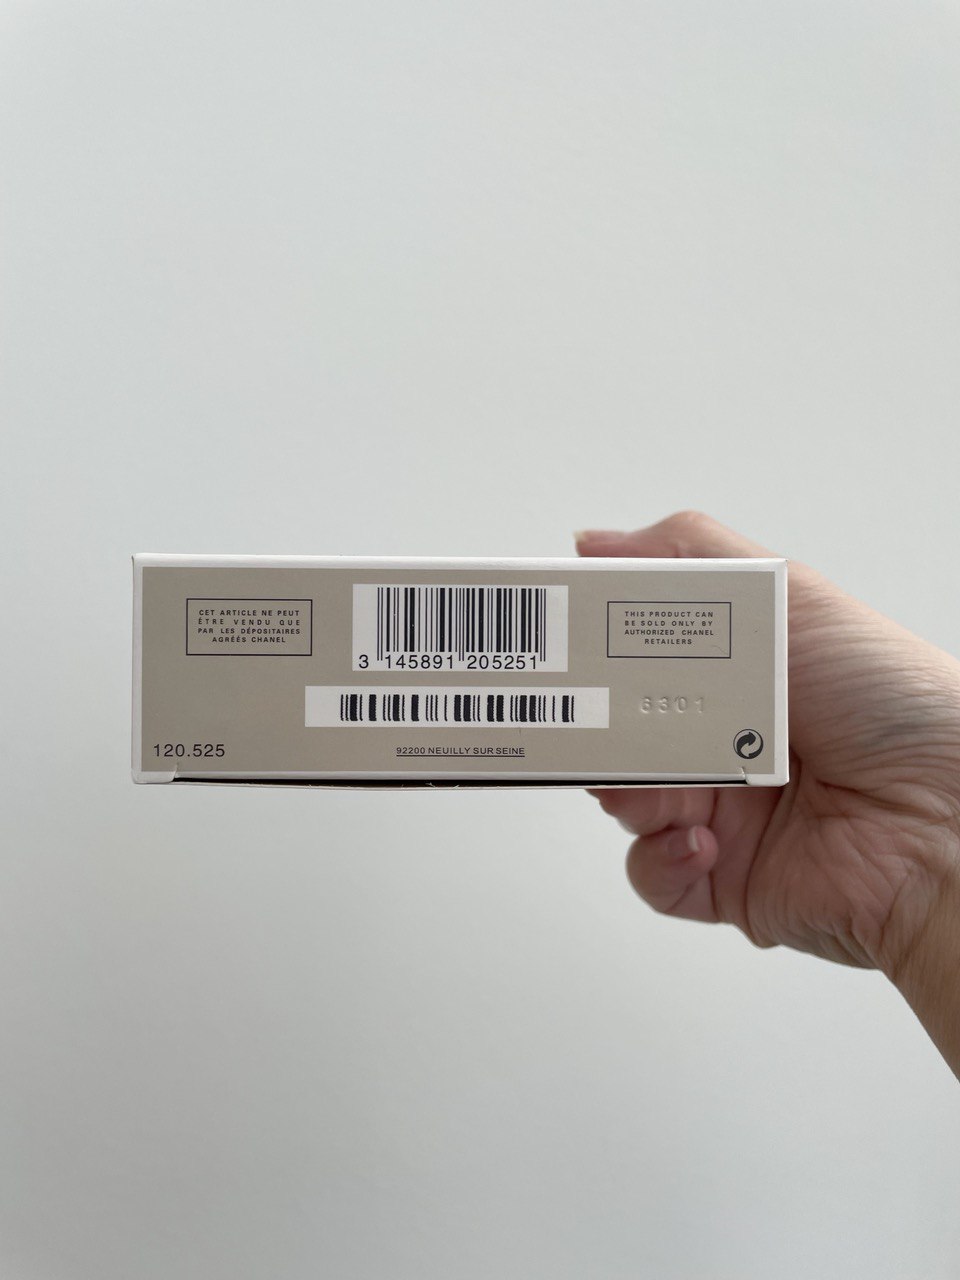 CET ARTICLE NE PEUT
ÊTRE VENDU QUE
PAR LES DÉPOSITAIRES
AGRÉÉS CHANEL
3 145891 205251
THIS PRODUCT CAN
BE SOLD ONLY BY
AUTHORIZED CHANEL
RETAILERS
6301
120.525
92200 NEUILLY SUR SEINE